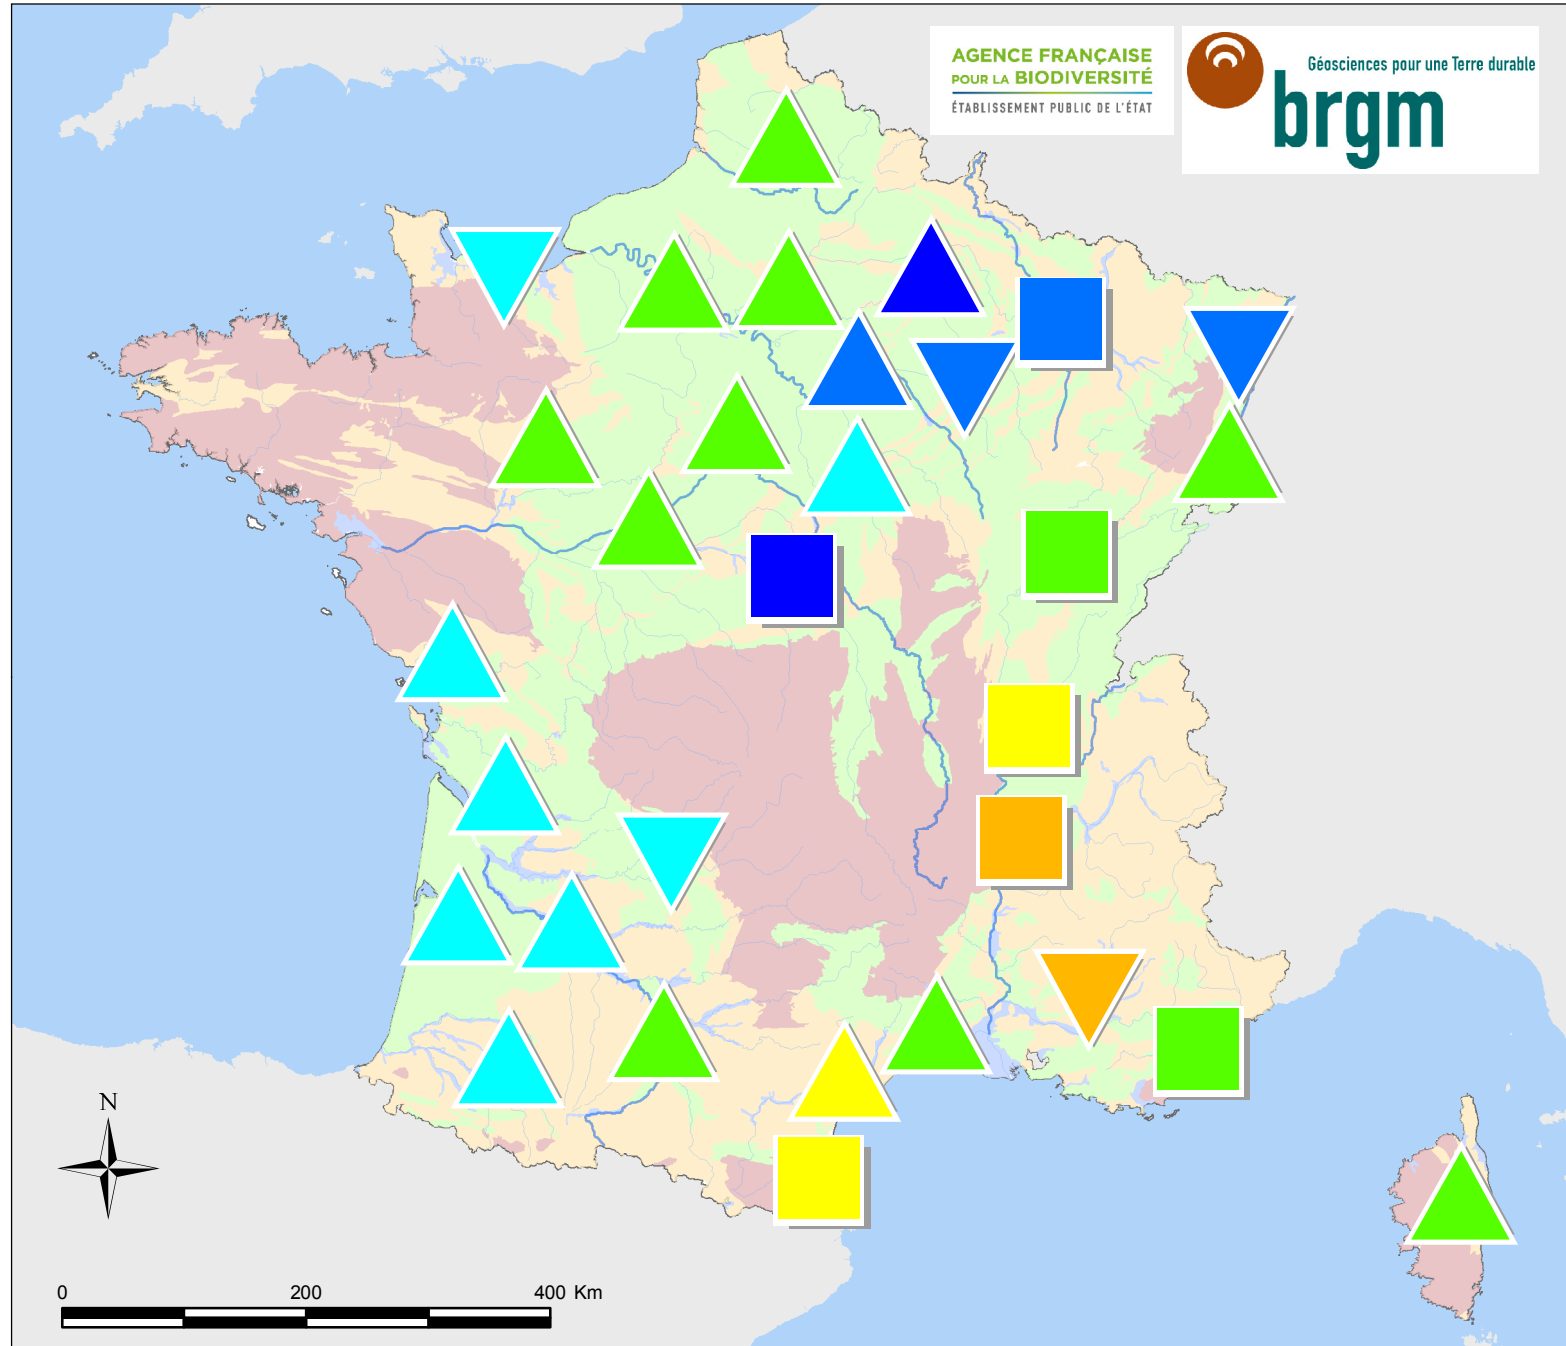 AGENCE FRANÇAISE
POUR LA BIODIVERSITÉ
ÉTABLISSEMENT PUBLIC DE L'ÉTAT
Géosciences pour une Terre durable
brgm
N
0 200 400 Km